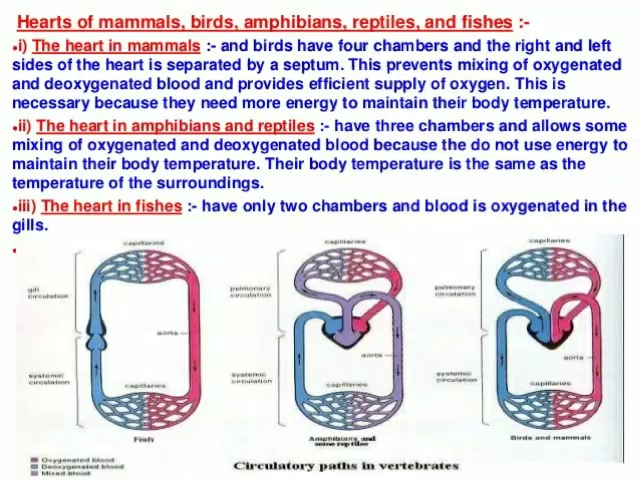 Hearts of mammals, birds, amphibians, reptiles, and fishes :-
•i) The heart in mammals :- and birds have four chambers and the right and left
sides of the heart is separated by a septum. This prevents mixing of oxygenated
and deoxygenated blood and provides efficient supply of oxygen. This is
necessary because they need more energy to maintain their body temperature.
•ii) The heart in amphibians and reptiles :- have three chambers and allows some
mixing of oxygenated and deoxygenated blood because the do not use energy to
maintain their body temperature. Their body temperature is the same as the
temperature of the surroundings.
•iii) The heart in fishes :- have only two chambers and blood is oxygenated in the
gills.
•
capillaries
capillaries
capillaries
gill
circulation
pulmonary
circulation
pulmonary
circulation
aorta
aorta
aorta
systemic
circulation
systemic
circulation
systemic
circulation
capillaries
capillaries
capillaries
Fish
Amphibians and
some reptiles
Birds and mammals
Oxygenated blood
Deoxygenated blood
Mixed blood
Circulatory paths in vertebrates